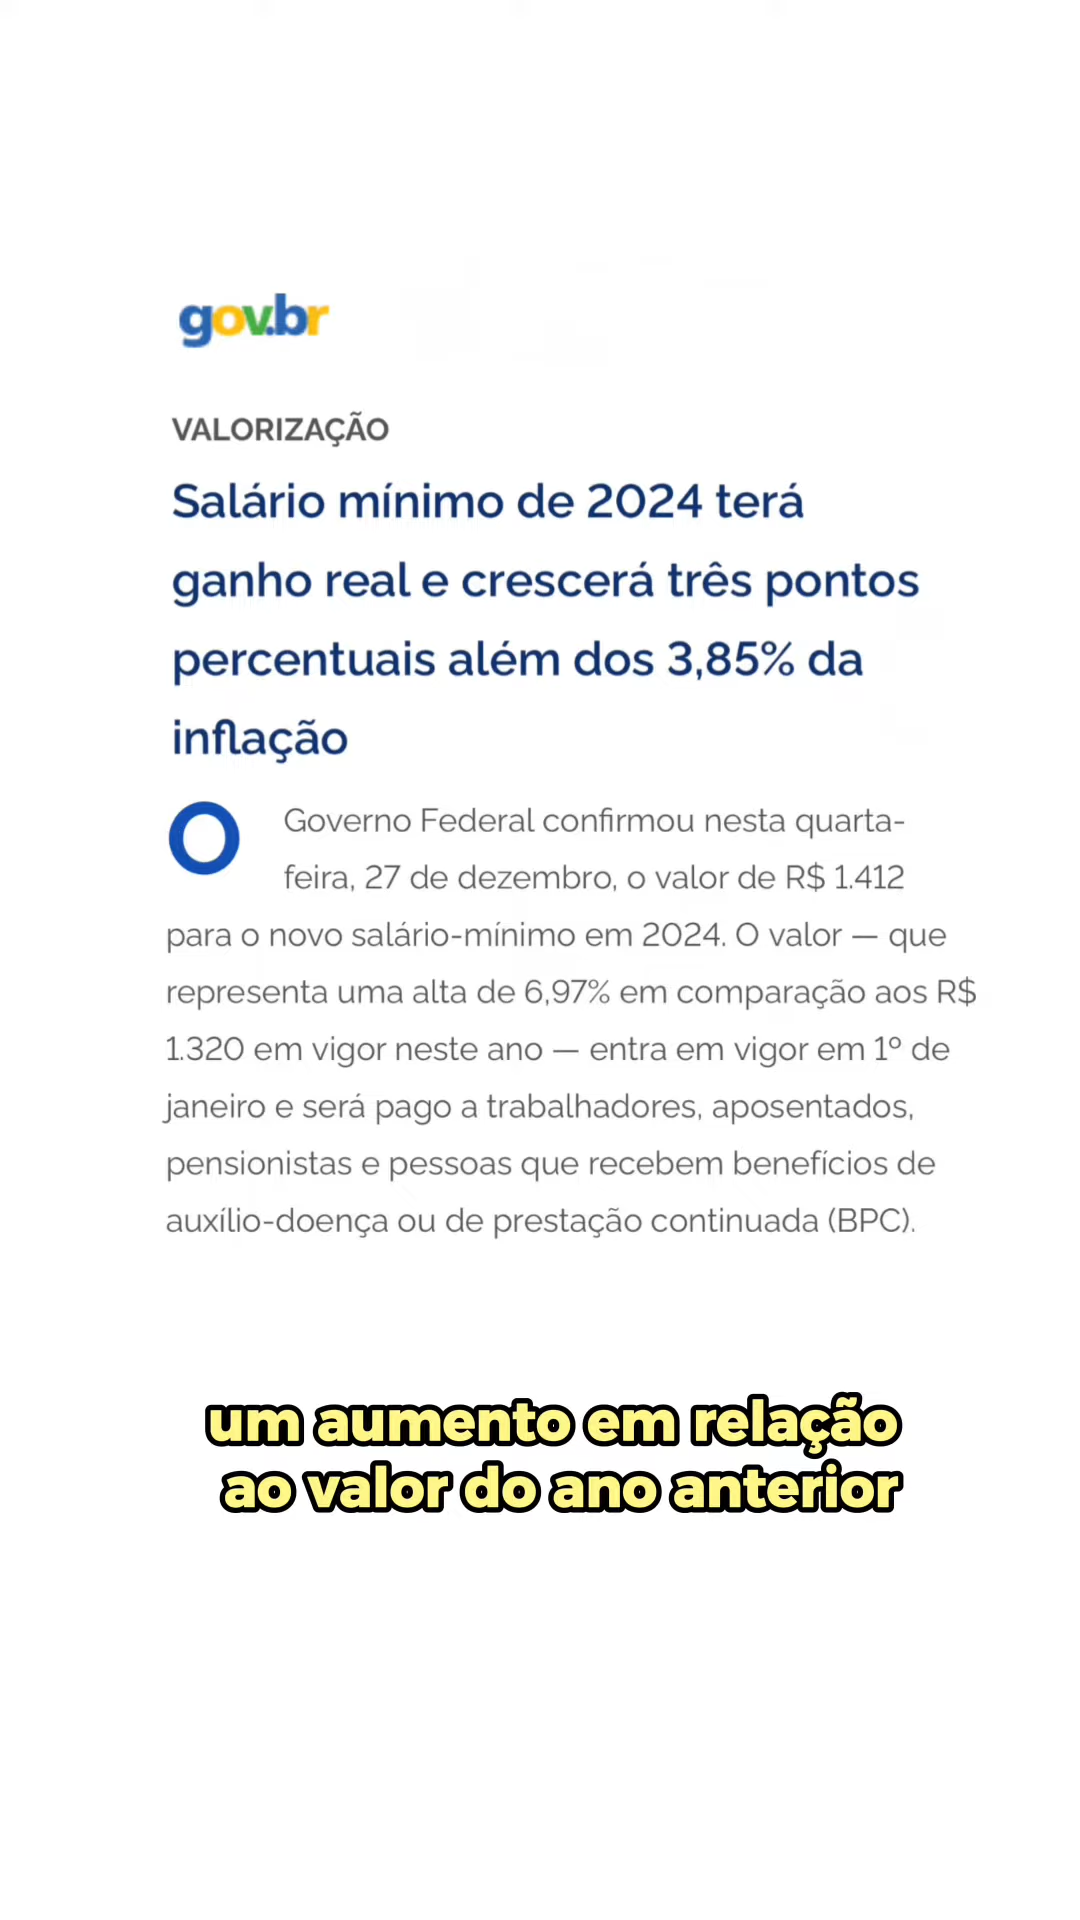 gov.br
VALORIZAÇÃO
Salário mínimo de 2024 terá
ganho real e crescerá três pontos
percentuais além dos 3,85% da
inflação
O Governo Federal confirmou nesta quarta-
feira, 27 de dezembro, o valor de R$ 1.412
para o novo salário-mínimo em 2024. O valor — que
representa uma alta de 6,97% em comparação aos R$
1.320 em vigor neste ano — entra em vigor em 1º de
janeiro e será pago a trabalhadores, aposentados,
pensionistas e pessoas que recebem benefícios de
auxílio-doença ou de prestação continuada (BPC).
um aumento em relação
ao valor do ano anterior